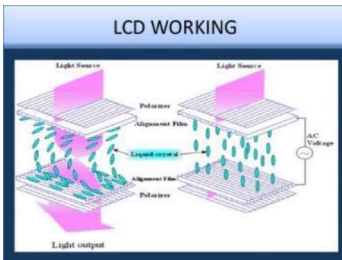 LCD WORKING
Light Source
Light Source
Polarizer
Alignment Film
AC
Voltage
Liquid crystal
Alignment Film
Polarizer
Light output